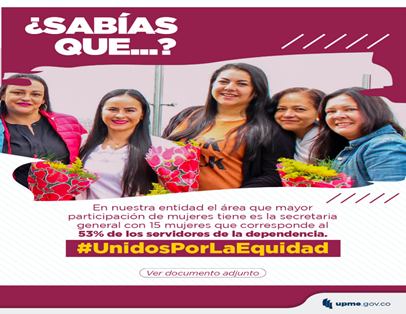 ¿SABÍAS
QUE...?
En nuestra entidad el área que mayor
participación de mujeres tiene es la secretaria
general con 15 mujeres que corresponde al
53% de los servidores de la dependencia.
#UnidosPorLaEquidad
Ver documento adjunto
upme.gov.co